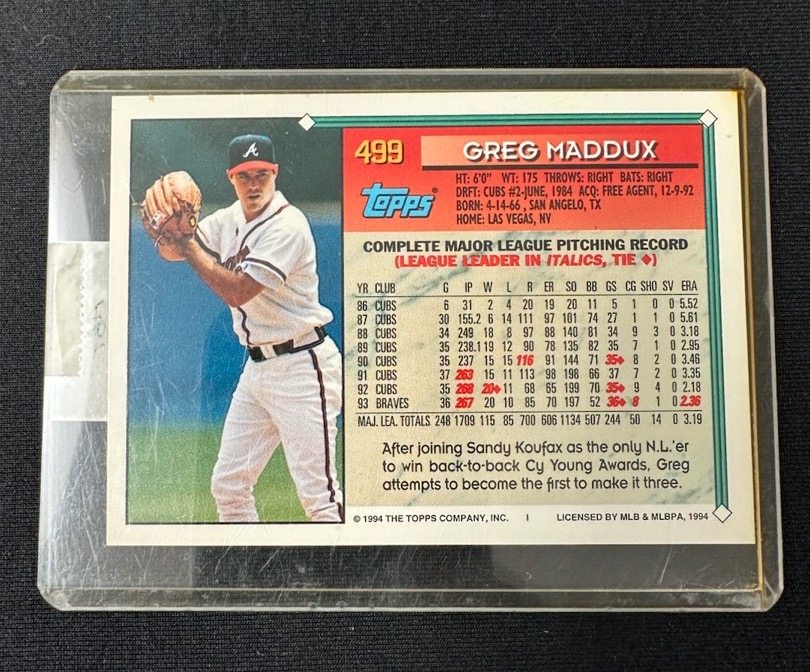 499
GREG MADDUX
Topps®
HT: 6'0" WT: 175 THROWS: RIGHT BATS: RIGHT
DRFT: CUBS #2-JUNE, 1984 ACQ: FREE AGENT, 12-9-92
BORN: 4-14-66 , SAN ANGELO, TX
HOME: LAS VEGAS, NV
COMPLETE MAJOR LEAGUE PITCHING RECORD
(LEAGUE LEADER IN ITALICS, TIE ♦)
YR CLUB G IP W L R ER SO BB GS CG SHO SV ERA
86 CUBS 6 31 2 4 20 19 20 11 5 1 0 0 5.52
87 CUBS 30 155.2 6 14 111 97 101 74 27 1 1 0 5.61
88 CUBS 34 249 18 8 97 88 140 81 34 9 3 0 3.18
89 CUBS 35 238.1 19 12 90 78 135 82 35 7 1 0 2.95
90 CUBS 35 237 15 15 116 91 144 71 35♦ 8 2 0 3.46
91 CUBS 37 263 15 11 113 98 198 66 37 7 2 0 3.35
92 CUBS 35 268 20♦ 11 68 65 199 70 35♦ 9 4 0 2.18
93 BRAVES 36 267 20 10 85 70 197 52 36♦ 8 1 0 2.36
MAJ. LEA. TOTALS 248 1709 115 85 700 606 1134 507 244 50 14 0 3.19
After joining Sandy Koufax as the only N.L.'er
to win back-to-back Cy Young Awards, Greg
attempts to become the first to make it three.
© 1994 THE TOPPS COMPANY, INC. I LICENSED BY MLB & MLBPA, 1994
A